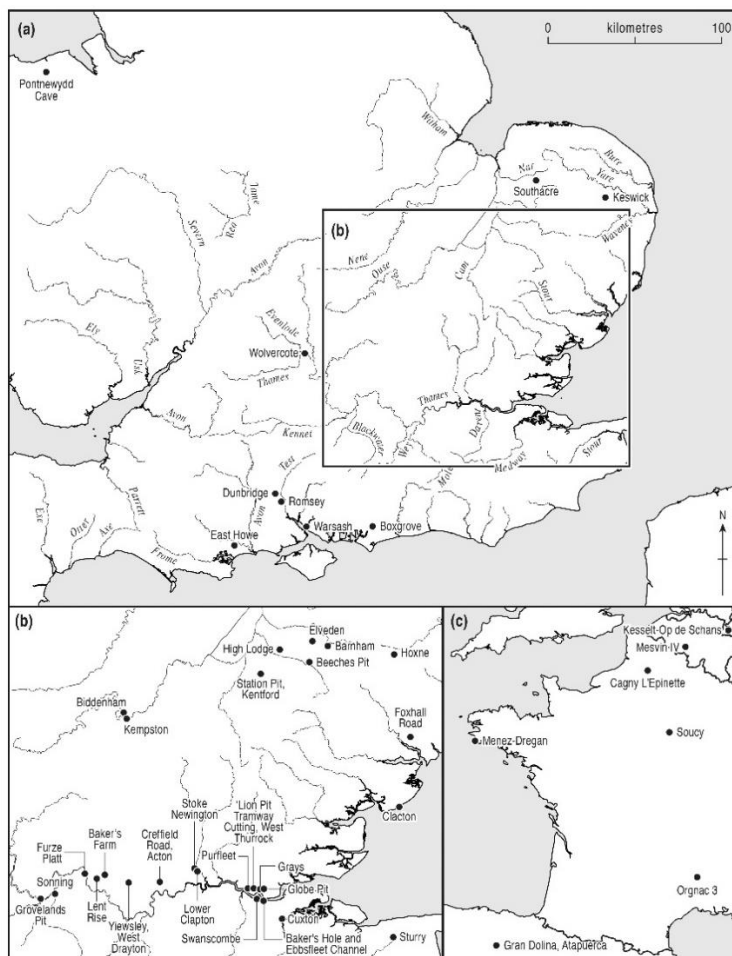 (a)
0 kilometres 100
Pontnewydd
Cave
Witham
Bure
Nar
Yare
Southacre
Keswick
Tame
Rea
Severn
(b)
Waveney
Avon
Nene
Ouse
Cam
Stour
Evenlode
Ely
Usk
Wolvercote
Thames
Thames
Avon
Kennet
Blackwater
Wey
Darent
Medway
Stour
Mole
Test
Dunbridge
Romsey
Exe
Parrett
Avon
Warsash
Boxgrove
Otter
Axe
East Howe
Frome
N
(b)
Elveden
High Lodge
Barnham
Hoxne
Beeches Pit
Station Pit,
Kentford
Biddenham
Kempston
Foxhall
Road
Stoke
Newington
'Lion Pit
Tramway
Cutting, West
Thurrock
Clacton
Furze
Platt
Baker's
Farm
Creffield
Road,
Acton
Purfleet
Grays
Sonning
Globe Pit
Grovelands
Pit
Lent
Rise
Yiewsley,
West
Drayton
Lower
Clapton
Swanscombe
Cuxton
Baker's Hole and
Ebbsfleet Channel
Sturry
(c)
Kesselt-Op de Schans
Mesvin-IV
Cagny L'Epinette
Menez-Dregan
Soucy
Orgnac 3
Gran Dolina, Atapuerca